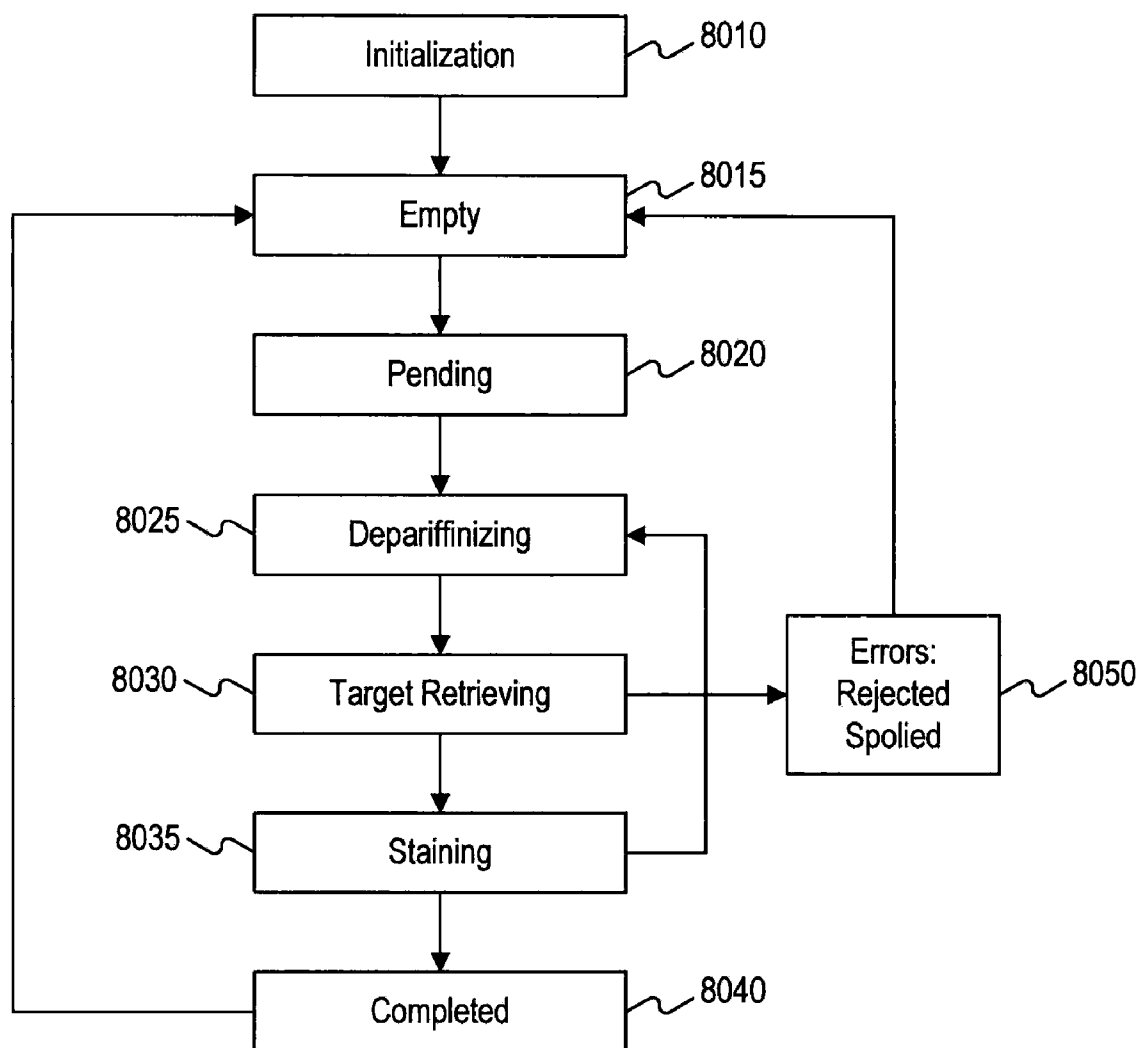 Initialization
8010
Empty
8015
Pending
8020
8025
Depariffinizing
8030
Target Retrieving
Errors:
Rejected
Spolied
8050
8035
Staining
Completed
8040